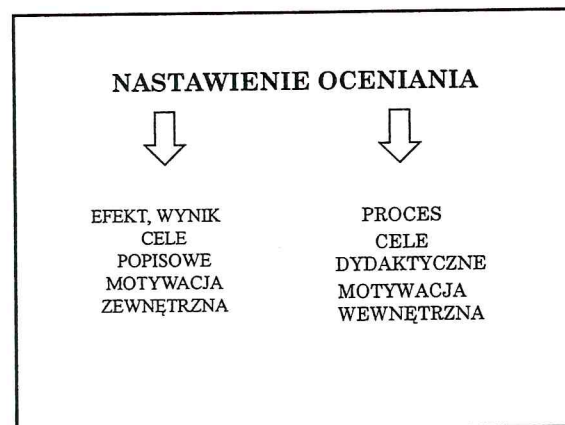 NASTAWIENIE OCENIANIA
EFEKT, WYNIK
CELE
POPISOWE
MOTYWACJA
ZEWNĘTRZNA
PROCES
CELE
DYDAKTYCZNE
MOTYWACJA
WEWNĘTRZNA